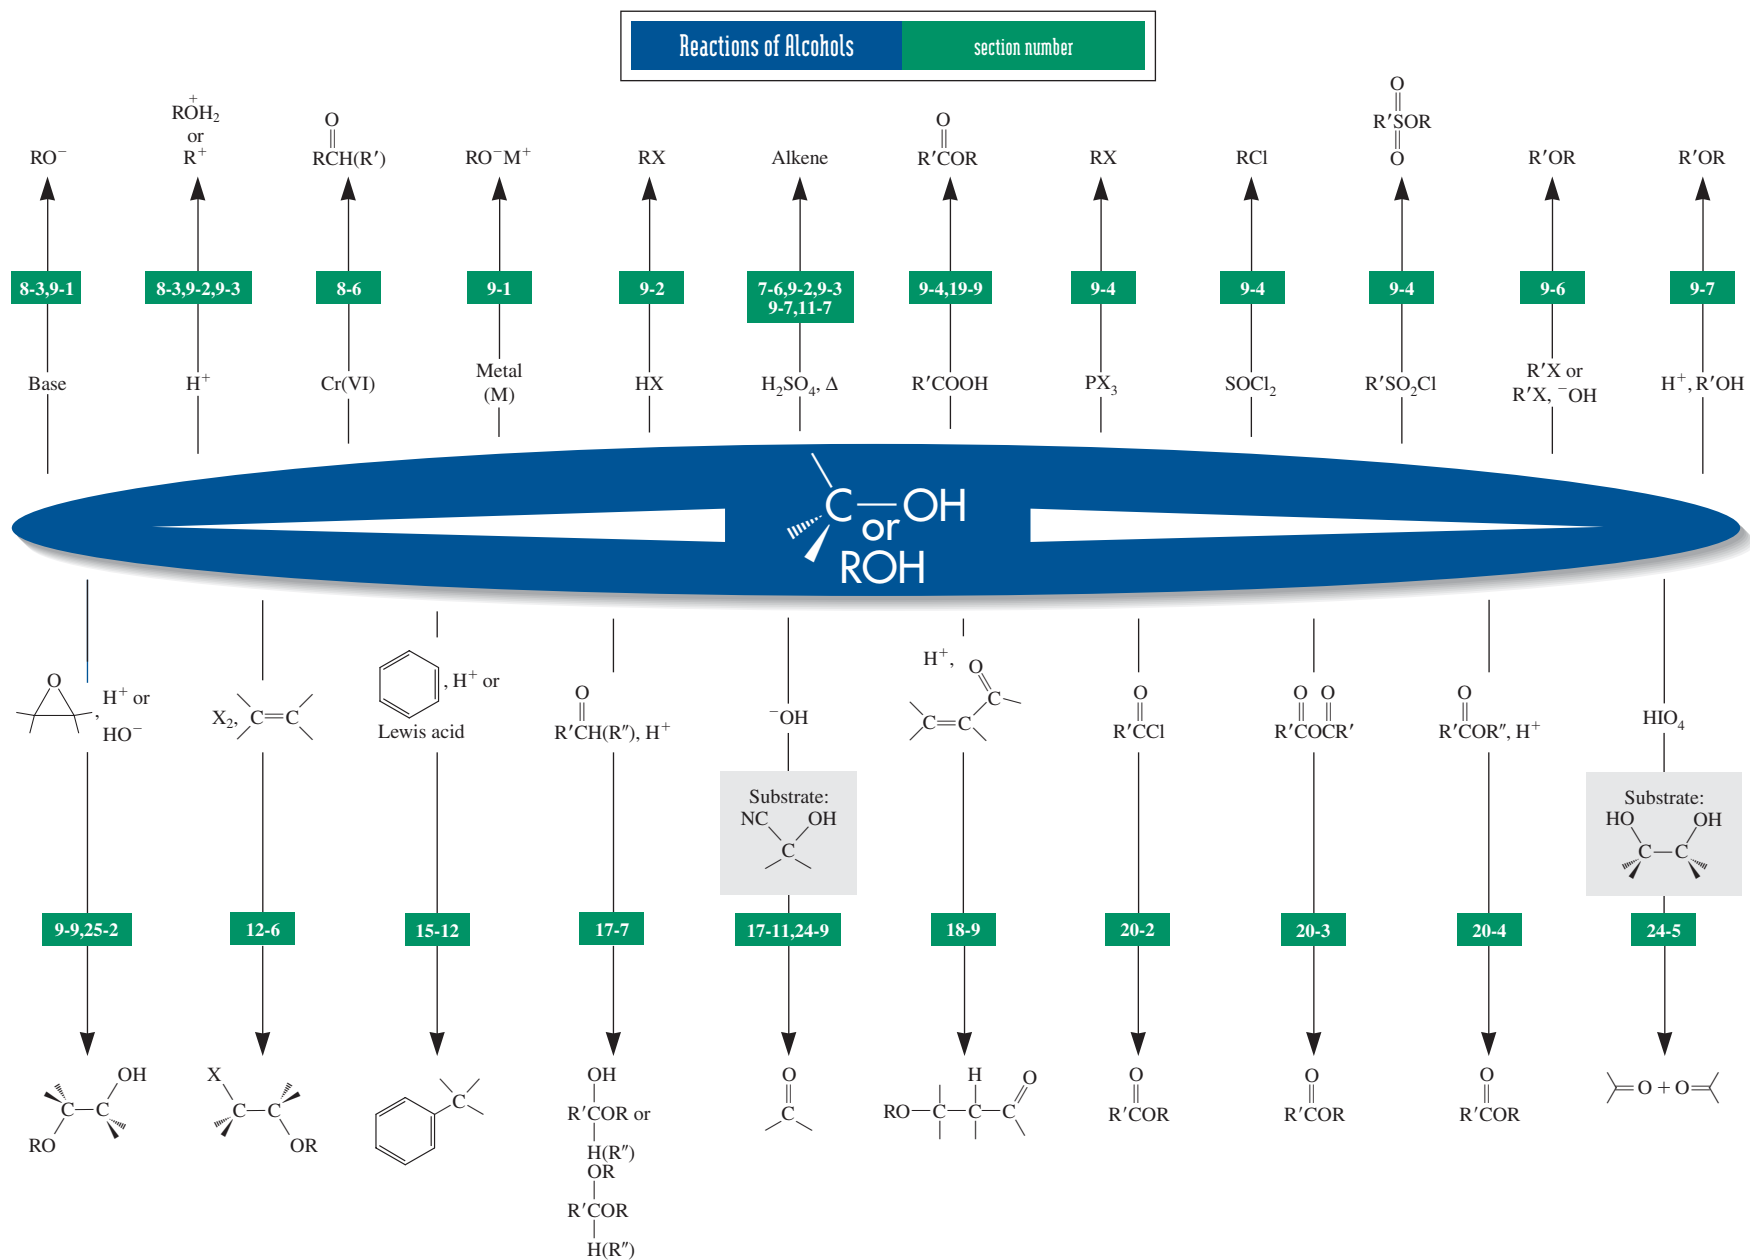 Reactions of Alcohols section number
RO⁻
ROH₂⁺
or
R⁺
O
RCH(R′)
RO⁻M⁺
RX
Alkene
O
R′COR
RX
RCl
O
R′SOR
O
R′OR
R′OR
8-3,9-1
8-3,9-2,9-3
8-6
9-1
9-2
7-6,9-2,9-3
9-7,11-7
9-4,19-9
9-4
9-4
9-4
9-6
9-7
Base
H⁺
Cr(VI)
Metal
(M)
HX
H₂SO₄, Δ
R′COOH
PX₃
SOCl₂
R′SO₂Cl
R′X or
R′X, ⁻OH
H⁺, R′OH
C—OH
or
ROH
O
, H⁺ or
HO⁻
X₂, C=C
, H⁺ or
Lewis acid
O
R′CH(R″), H⁺
⁻OH
Substrate:
NC OH
C
H⁺, O
C
C=C
O
R′CCl
O O
R′COCR′
O
R′COR″, H⁺
HIO₄
Substrate:
HO OH
C—C
9-9,25-2
12-6
15-12
17-7
17-11,24-9
18-9
20-2
20-3
20-4
24-5
OH
C—C
RO
X
C—C
OR
C
OH
R′COR or
H(R″)
OR
R′COR
H(R″)
O
C
H O
RO—C—C—C
O
R′COR
O
R′COR
O
R′COR
=O + O=